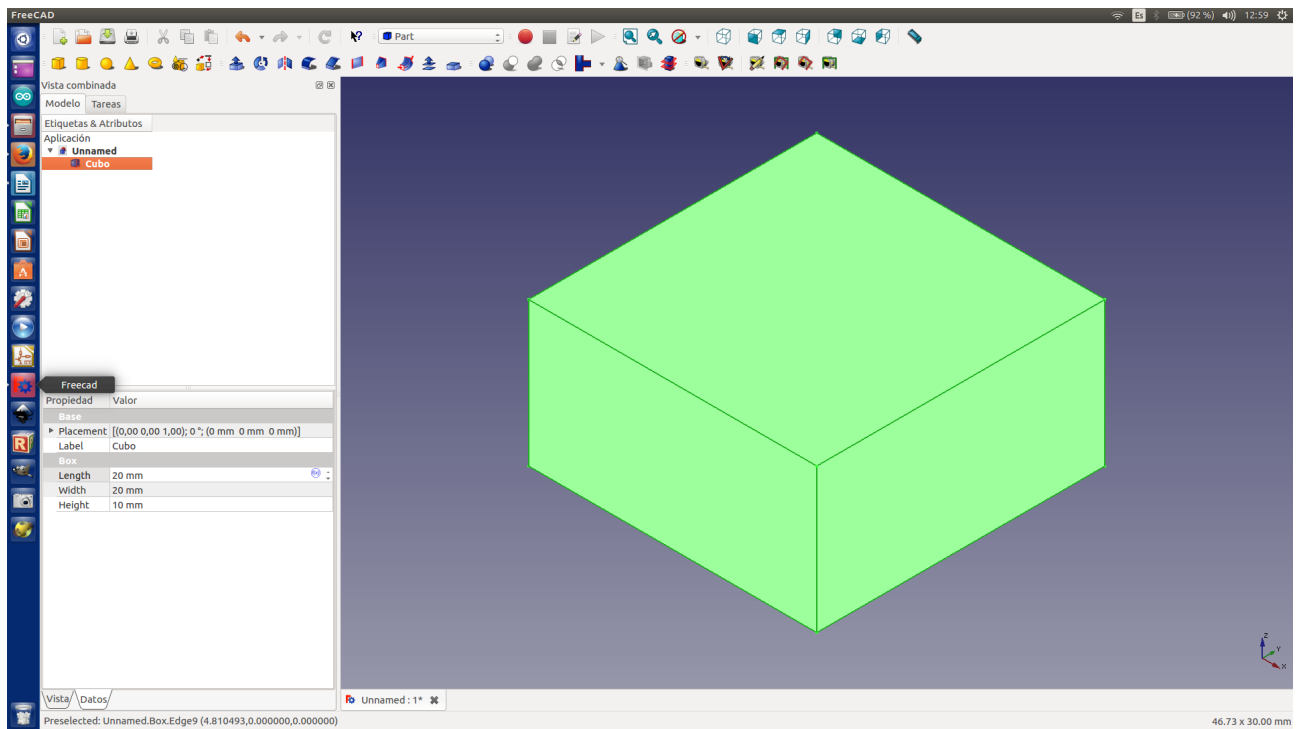 FreeCAD
Es (92 %) 12:59
Part
Vista combinada
Modelo Tareas
Etiquetas & Atributos
Aplicación
Unnamed
Cubo
Freecad
Propiedad Valor
Base
Placement [(0,00 0,00 1,00); 0 °; (0 mm 0 mm 0 mm)]
Label Cubo
Box
Length 20 mm
Width 20 mm
Height 10 mm
Z
Y
X
Vista Datos
Unnamed : 1*
Preselected: Unnamed.Box.Edge9 (4.810493,0.000000,0.000000)
46.73 x 30.00 mm